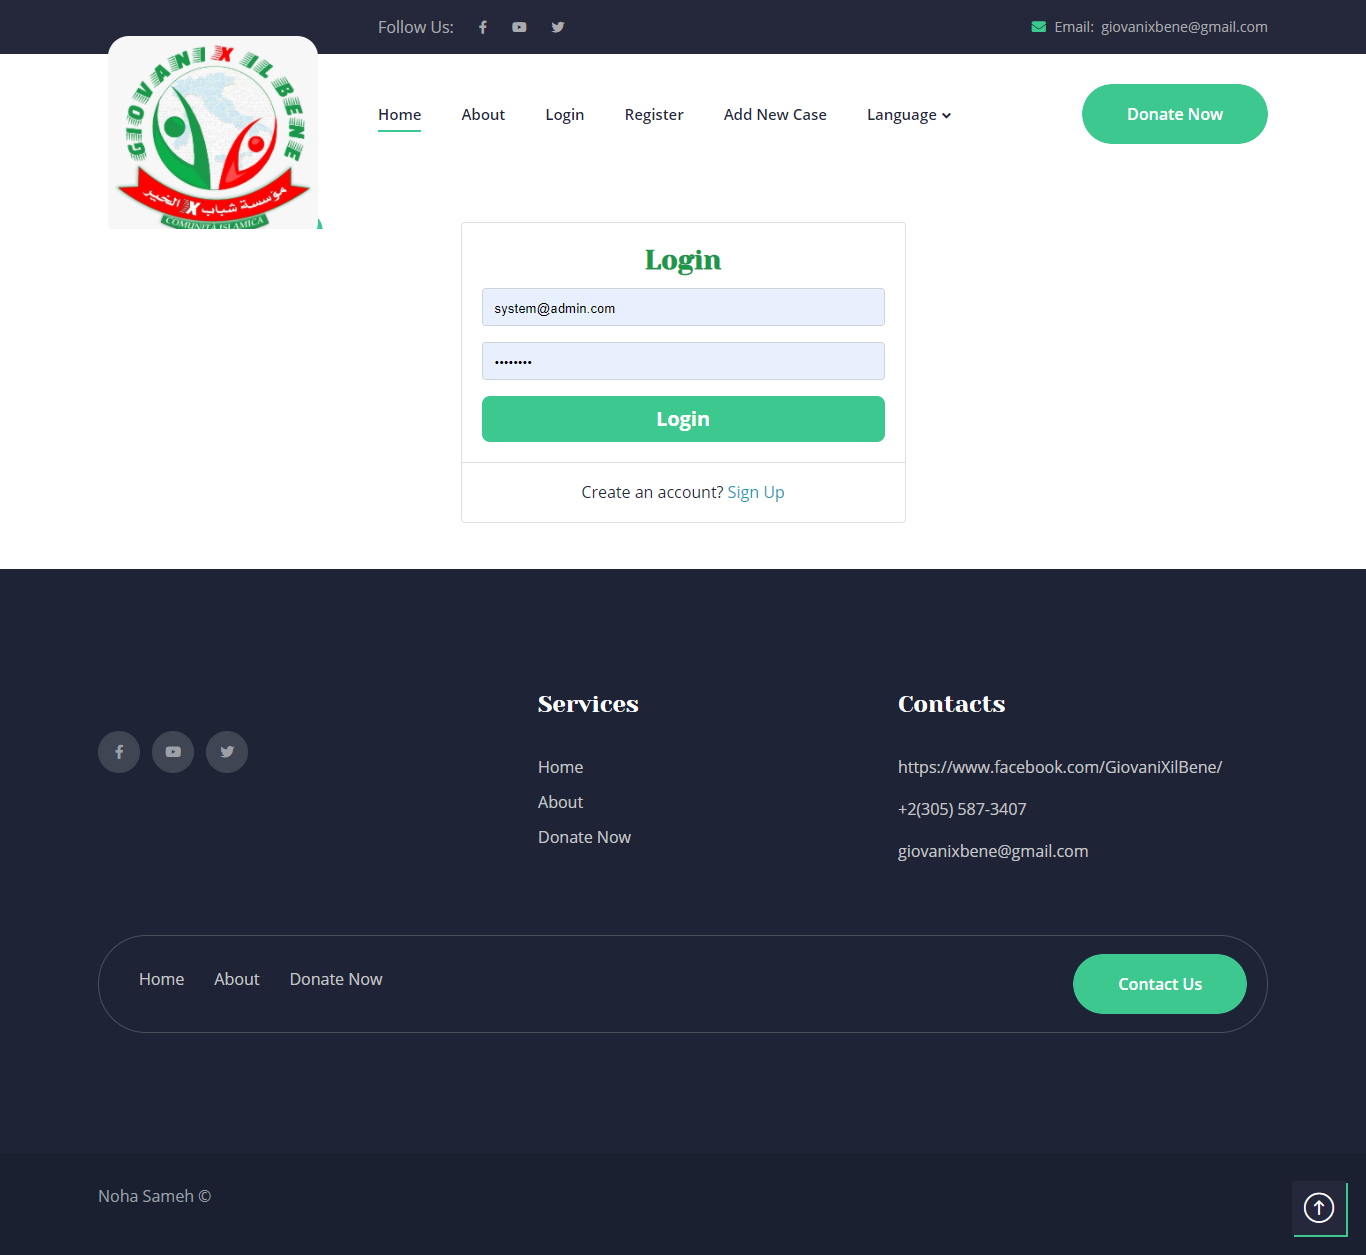 Follow Us:
Email: giovanixbene@gmail.com
GIOVANI X IL BENE
مؤسسة شباب X الخير
COMUNITA ISLAMICA
Home About Login Register Add New Case Language
Donate Now
Login
system@admin.com
••••••••
Login
Create an account? Sign Up
Services
Home
About
Donate Now
Contacts
https://www.facebook.com/GiovaniXilBene/
+2(305) 587-3407
giovanixbene@gmail.com
Home About Donate Now
Contact Us
Noha Sameh ©